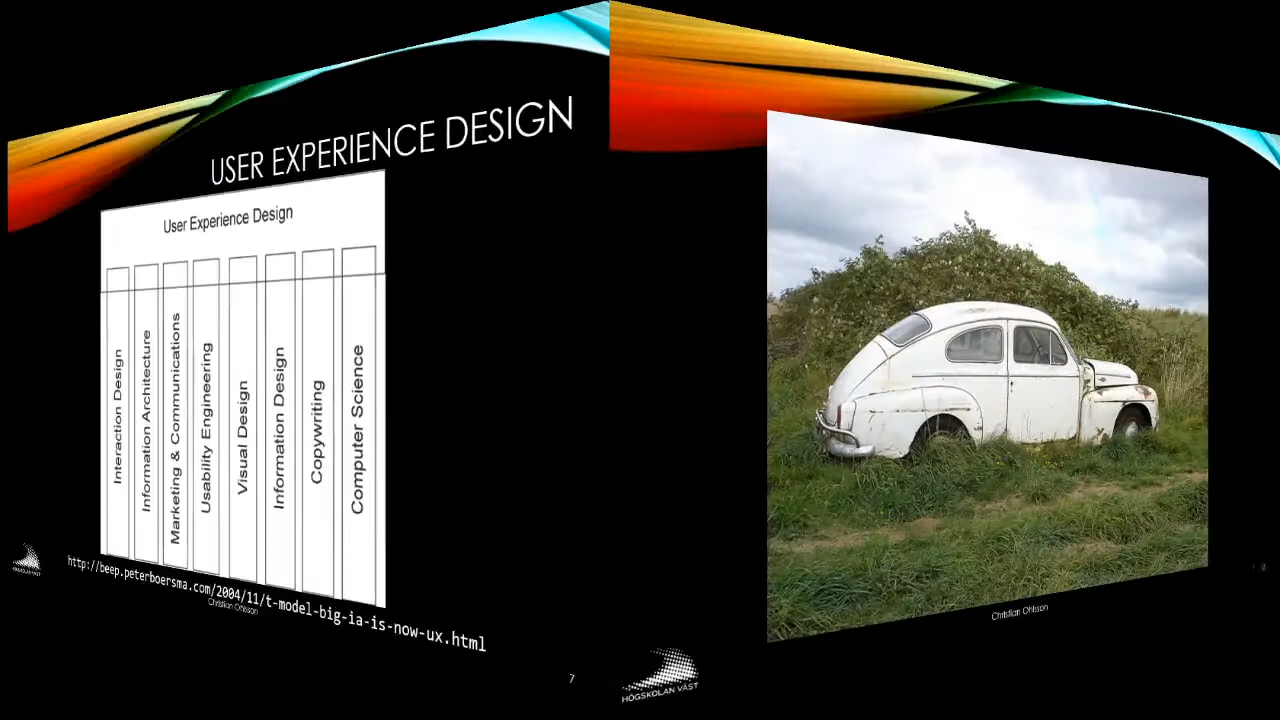 USER EXPERIENCE DESIGN
User Experience Design
Interaction Design
Information Architecture
Marketing & Communications
Usability Engineering
Visual Design
Information Design
Copywriting
Computer Science
http://beep.peterboersma.com/2004/11/t-model-big-ia-is-now-ux.html
Christian Ohlsson
HÖGSKOLAN VÄST
7
Christian Ohlsson
HÖGSKOLAN VÄST